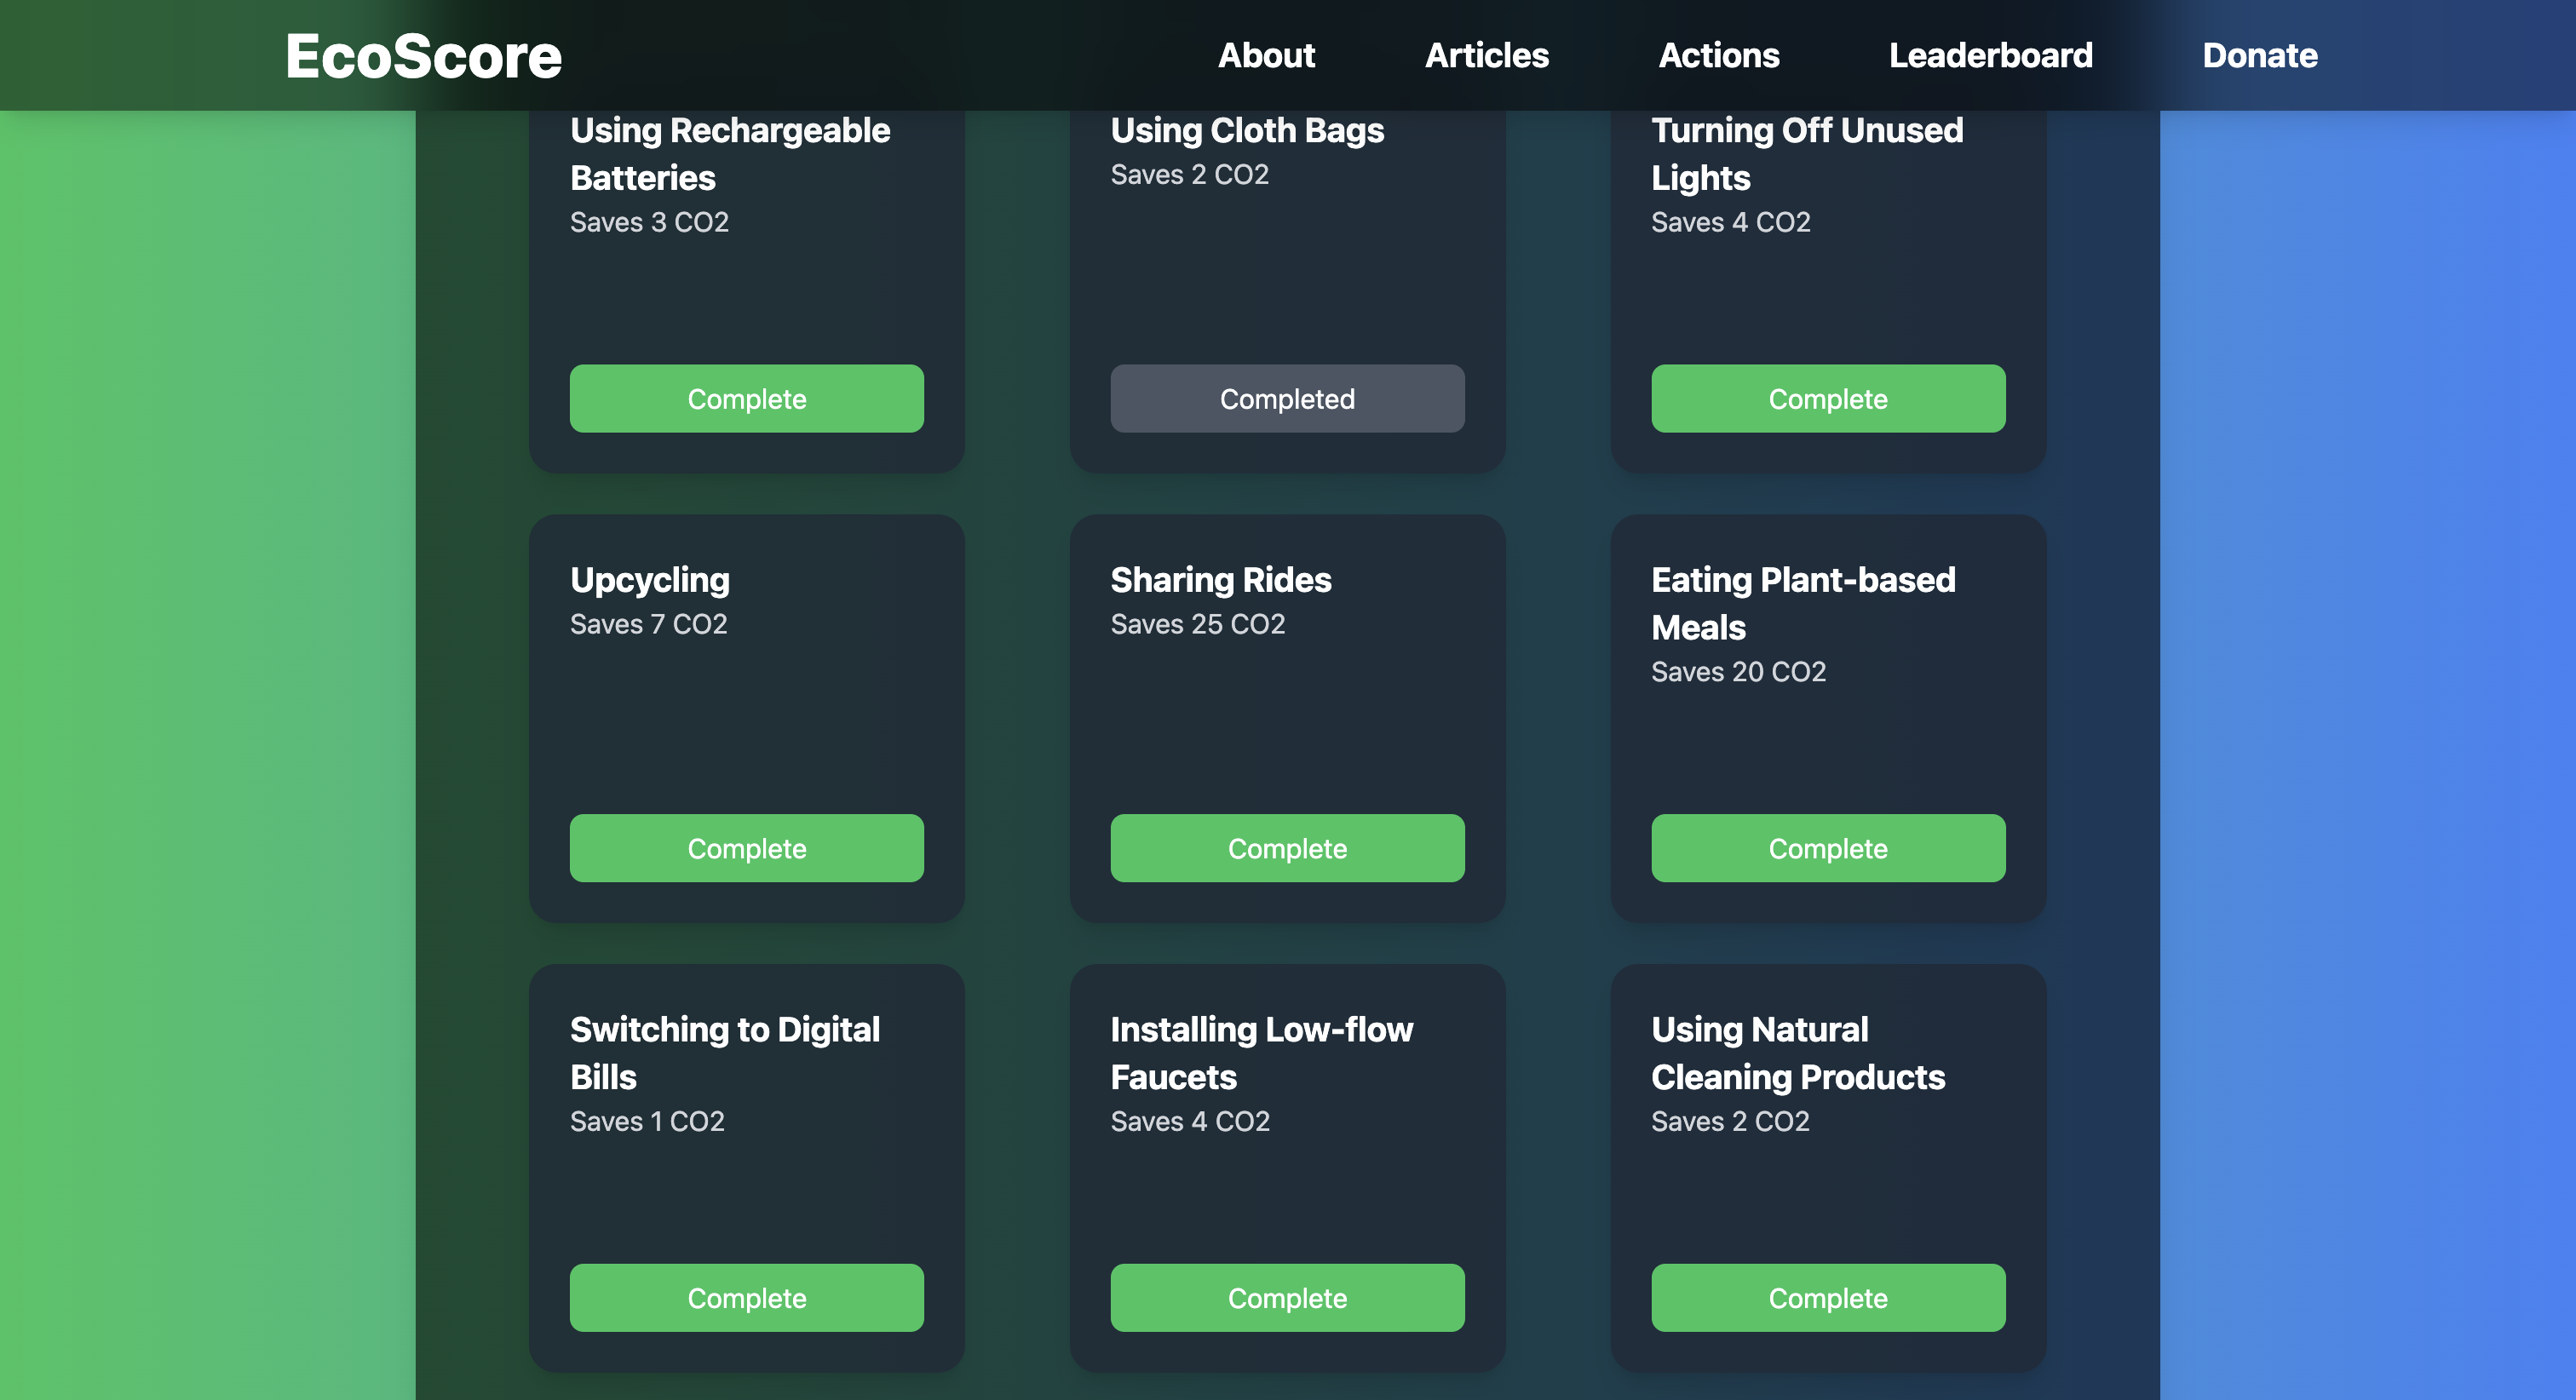 EcoScore
About
Articles
Actions
Leaderboard
Donate
Using Rechargeable
Batteries
Saves 3 CO2
Complete
Using Cloth Bags
Saves 2 CO2
Completed
Turning Off Unused
Lights
Saves 4 CO2
Complete
Upcycling
Saves 7 CO2
Complete
Sharing Rides
Saves 25 CO2
Complete
Eating Plant-based
Meals
Saves 20 CO2
Complete
Switching to Digital
Bills
Saves 1 CO2
Complete
Installing Low-flow
Faucets
Saves 4 CO2
Complete
Using Natural
Cleaning Products
Saves 2 CO2
Complete